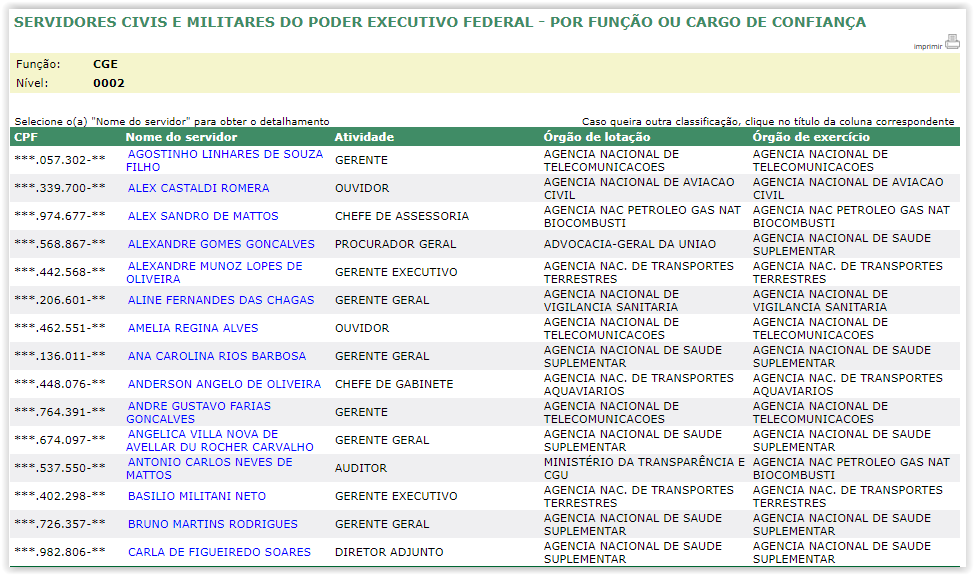 SERVIDORES CIVIS E MILITARES DO PODER EXECUTIVO FEDERAL - POR FUNÇÃO OU CARGO DE CONFIANÇA
imprimir
Função: CGE
Nível: 0002
Selecione o(a) "Nome do servidor" para obter o detalhamento Caso queira outra classificação, clique no título da coluna correspondente
CPF Nome do servidor Atividade Órgão de lotação Órgão de exercício
***.057.302-** AGOSTINHO LINHARES DE SOUZA FILHO GERENTE AGENCIA NACIONAL DE TELECOMUNICACOES AGENCIA NACIONAL DE TELECOMUNICACOES
***.339.700-** ALEX CASTALDI ROMERA OUVIDOR AGENCIA NACIONAL DE AVIACAO CIVIL AGENCIA NACIONAL DE AVIACAO CIVIL
***.974.677-** ALEX SANDRO DE MATTOS CHEFE DE ASSESSORIA AGENCIA NAC PETROLEO GAS NAT BIOCOMBUSTI AGENCIA NAC PETROLEO GAS NAT BIOCOMBUSTI
***.568.867-** ALEXANDRE GOMES GONCALVES PROCURADOR GERAL ADVOCACIA-GERAL DA UNIAO AGENCIA NACIONAL DE SAUDE SUPLEMENTAR
***.442.568-** ALEXANDRE MUNOZ LOPES DE OLIVEIRA GERENTE EXECUTIVO AGENCIA NAC. DE TRANSPORTES TERRESTRES AGENCIA NAC. DE TRANSPORTES TERRESTRES
***.206.601-** ALINE FERNANDES DAS CHAGAS GERENTE GERAL AGENCIA NACIONAL DE VIGILANCIA SANITARIA AGENCIA NACIONAL DE VIGILANCIA SANITARIA
***.462.551-** AMELIA REGINA ALVES OUVIDOR AGENCIA NACIONAL DE TELECOMUNICACOES AGENCIA NACIONAL DE TELECOMUNICACOES
***.136.011-** ANA CAROLINA RIOS BARBOSA GERENTE GERAL AGENCIA NACIONAL DE SAUDE SUPLEMENTAR AGENCIA NACIONAL DE SAUDE SUPLEMENTAR
***.448.076-** ANDERSON ANGELO DE OLIVEIRA CHEFE DE GABINETE AGENCIA NAC. DE TRANSPORTES AQUAVIARIOS AGENCIA NAC. DE TRANSPORTES AQUAVIARIOS
***.764.391-** ANDRE GUSTAVO FARIAS GONCALVES GERENTE AGENCIA NACIONAL DE TELECOMUNICACOES AGENCIA NACIONAL DE TELECOMUNICACOES
***.674.097-** ANGELICA VILLA NOVA DE AVELLAR DU ROCHER CARVALHO GERENTE GERAL AGENCIA NACIONAL DE SAUDE SUPLEMENTAR AGENCIA NACIONAL DE SAUDE SUPLEMENTAR
***.537.550-** ANTONIO CARLOS NEVES DE MATTOS AUDITOR MINISTÉRIO DA TRANSPARÊNCIA E CGU AGENCIA NAC PETROLEO GAS NAT BIOCOMBUSTI
***.402.298-** BASILIO MILITANI NETO GERENTE EXECUTIVO AGENCIA NAC. DE TRANSPORTES TERRESTRES AGENCIA NAC. DE TRANSPORTES TERRESTRES
***.726.357-** BRUNO MARTINS RODRIGUES GERENTE GERAL AGENCIA NACIONAL DE SAUDE SUPLEMENTAR AGENCIA NACIONAL DE SAUDE SUPLEMENTAR
***.982.806-** CARLA DE FIGUEIREDO SOARES DIRETOR ADJUNTO AGENCIA NACIONAL DE SAUDE SUPLEMENTAR AGENCIA NACIONAL DE SAUDE SUPLEMENTAR